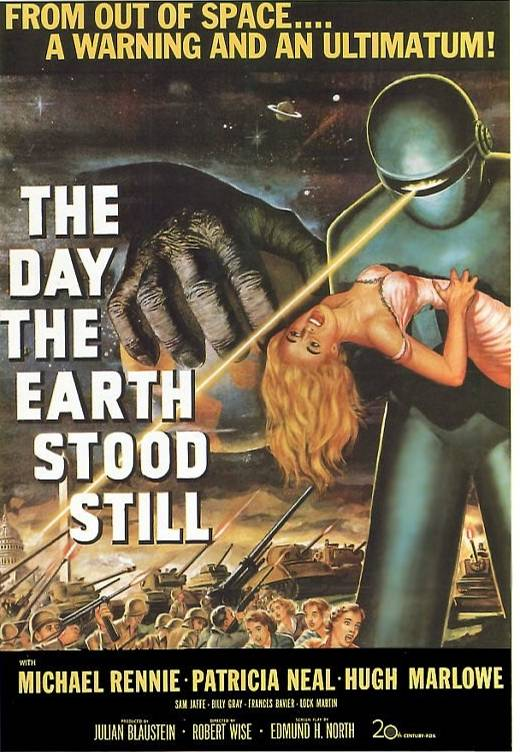 FROM OUT OF SPACE....
A WARNING AND AN ULTIMATUM!
THE
DAY
THE
EARTH
STOOD
STILL
WITH
MICHAEL RENNIE · PATRICIA NEAL · HUGH MARLOWE
SAM JAFFE · BILLY GRAY · FRANCES BAVIER · LOCK MARTIN
PRODUCED BY DIRECTED BY SCREEN PLAY BY
JULIAN BLAUSTEIN · ROBERT WISE · EDMUND H. NORTH 20th CENTURY-FOX